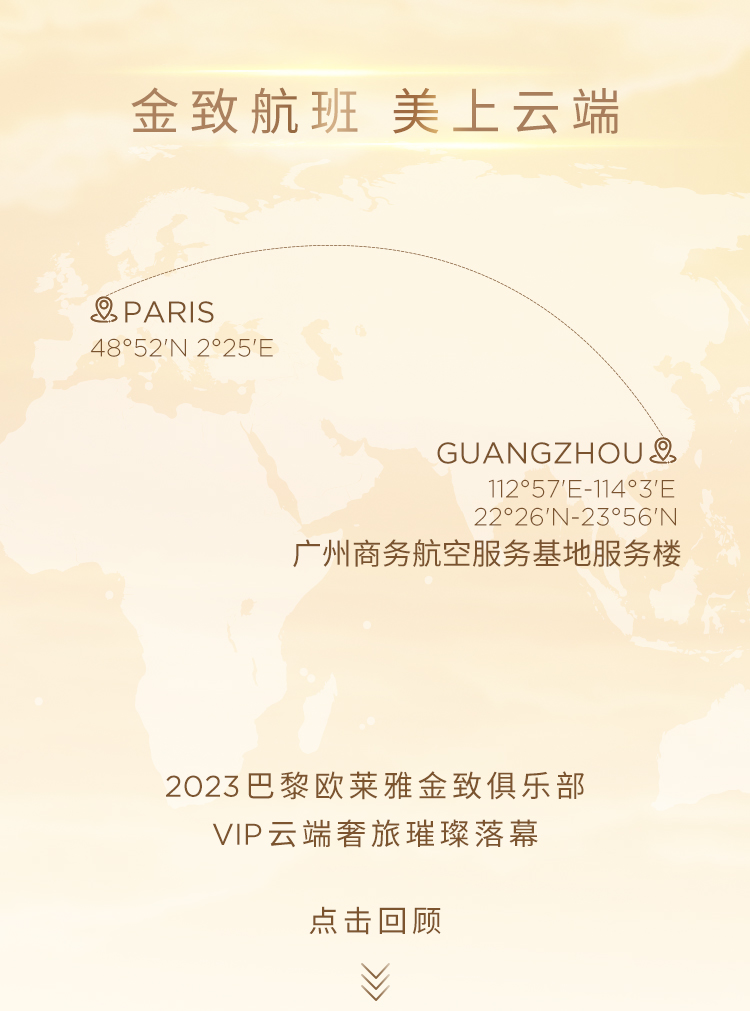 金致航班 美上云端
PARIS
48°52'N 2°25'E
GUANGZHOU
112°57'E-114°3'E
22°26'N-23°56'N
广州商务航空服务基地服务楼
2023巴黎欧莱雅金致俱乐部
VIP云端奢旅璀璨落幕
点击回顾